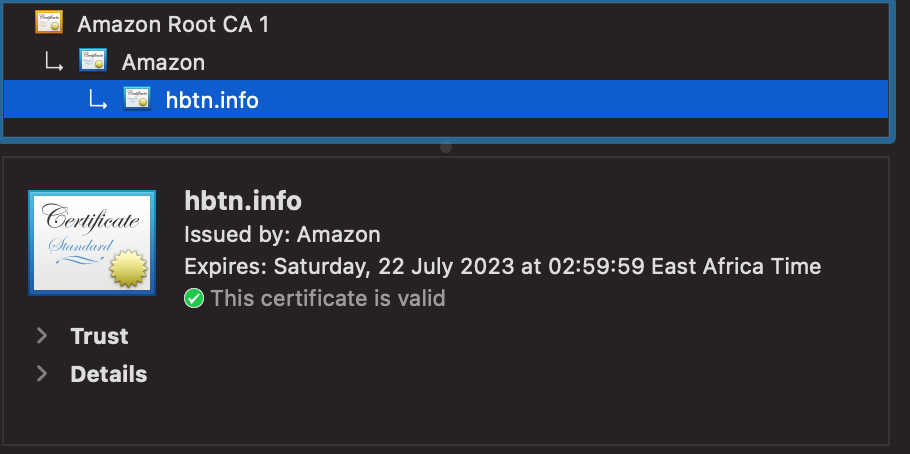 Amazon Root CA 1
Amazon
hbtn.info
Certificate
Standard
hbtn.info
Issued by: Amazon
Expires: Saturday, 22 July 2023 at 02:59:59 East Africa Time
This certificate is valid
Trust
Details